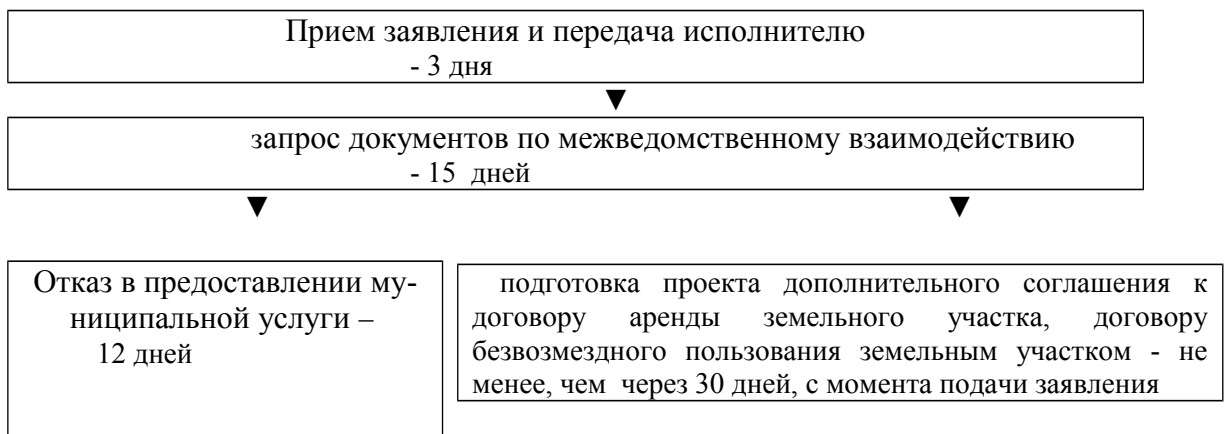 Прием заявления и передача исполнителю
- 3 дня
▼
запрос документов по межведомственному взаимодействию
- 15 дней
▼ ▼
Отказ в предоставлении му-
ниципальной услуги –
12 дней
подготовка проекта дополнительного соглашения к
договору аренды земельного участка, договору
безвозмездного пользования земельным участком - не
менее, чем через 30 дней, с момента подачи заявления